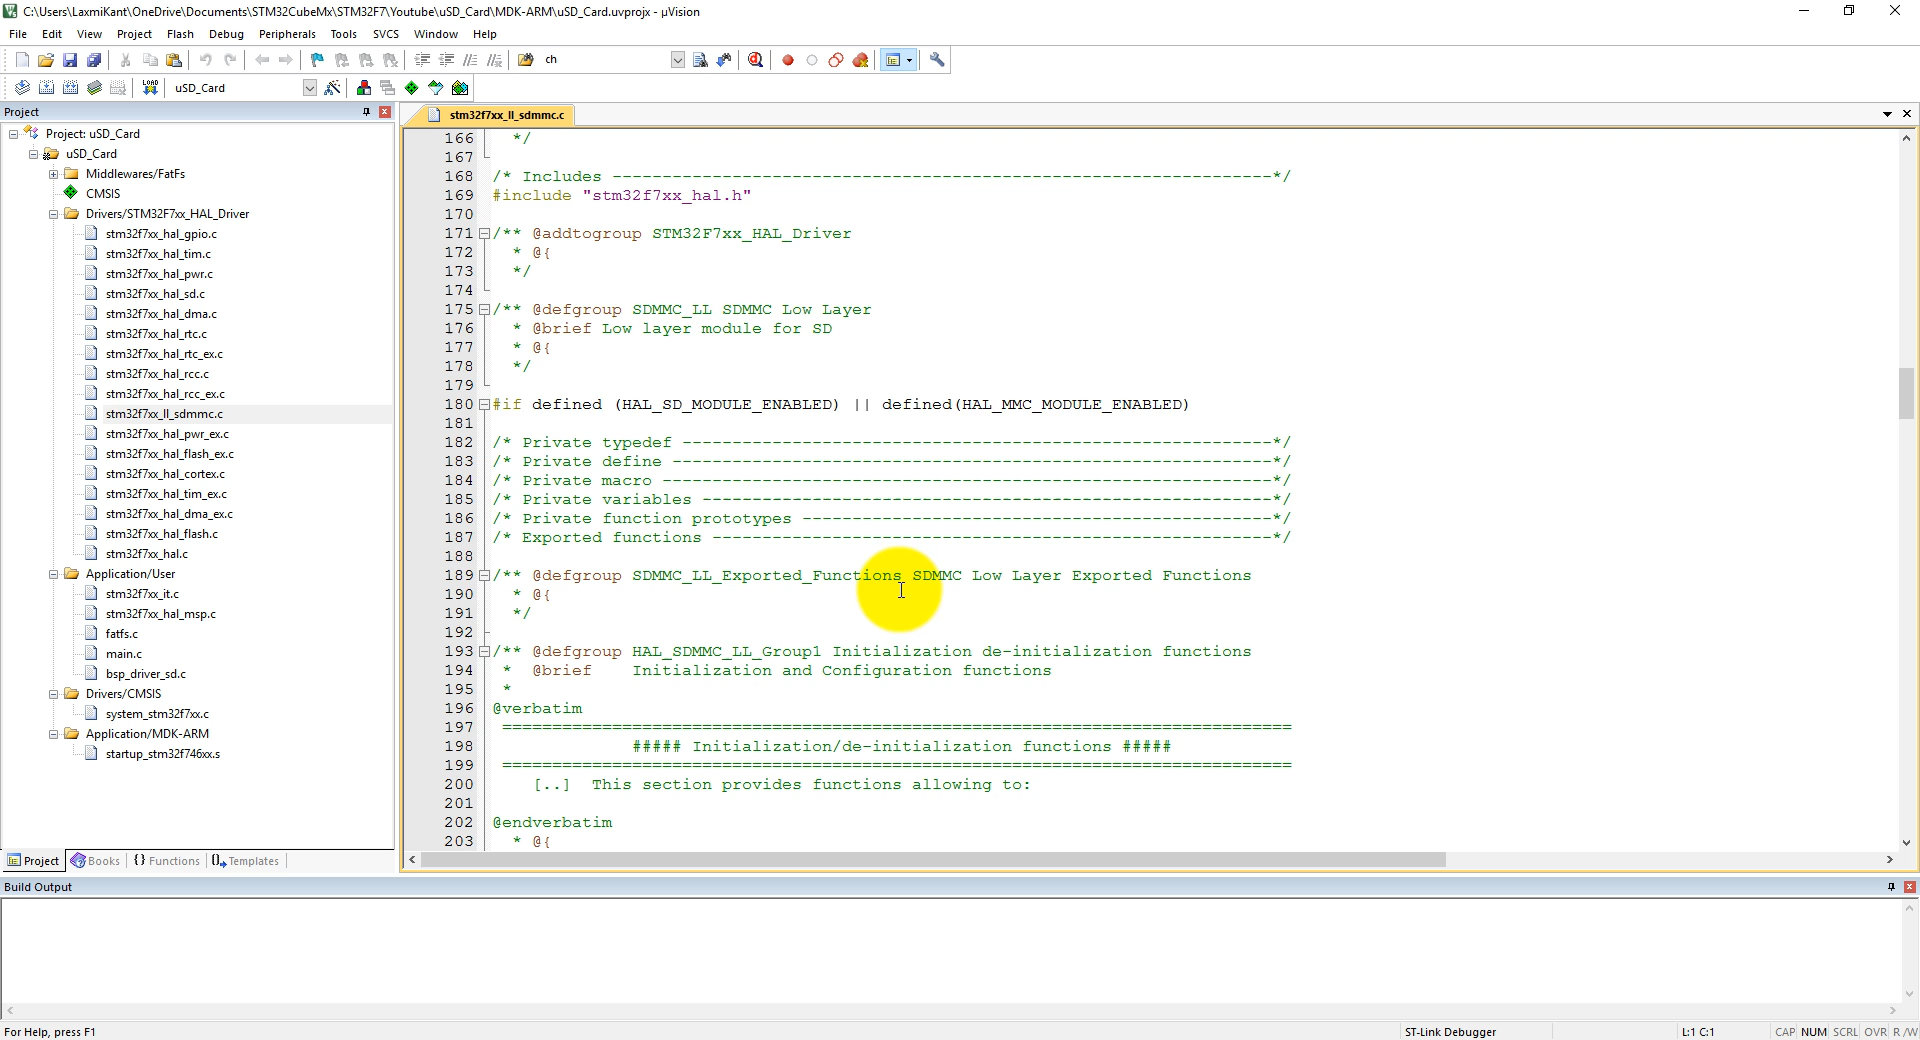 C:\Users\LaxmiKant\OneDrive\Documents\STM32CubeMx\STM32F7\Youtube\uSD_Card\MDK-ARM\uSD_Card.uvprojx - µVision
File Edit View Project Flash Debug Peripherals Tools SVCS Window Help
ch
LOAD uSD_Card
Project
stm32f7xx_ll_sdmmc.c
Project: uSD_Card
uSD_Card
Middlewares/FatFs
CMSIS
Drivers/STM32F7xx_HAL_Driver
stm32f7xx_hal_gpio.c
stm32f7xx_hal_tim.c
stm32f7xx_hal_pwr.c
stm32f7xx_hal_sd.c
stm32f7xx_hal_dma.c
stm32f7xx_hal_rtc.c
stm32f7xx_hal_rtc_ex.c
stm32f7xx_hal_rcc.c
stm32f7xx_hal_rcc_ex.c
stm32f7xx_ll_sdmmc.c
stm32f7xx_hal_pwr_ex.c
stm32f7xx_hal_flash_ex.c
stm32f7xx_hal_cortex.c
stm32f7xx_hal_tim_ex.c
stm32f7xx_hal_dma_ex.c
stm32f7xx_hal_flash.c
stm32f7xx_hal.c
Application/User
stm32f7xx_it.c
stm32f7xx_hal_msp.c
fatfs.c
main.c
bsp_driver_sd.c
Drivers/CMSIS
system_stm32f7xx.c
Application/MDK-ARM
startup_stm32f746xx.s
Project Books {} Functions Templates
166 */
167
168 /* Includes ------------------------------------------------------------------*/
169 #include "stm32f7xx_hal.h"
170
171 /** @addtogroup STM32F7xx_HAL_Driver
172 * @{
173 */
174
175 /** @defgroup SDMMC_LL SDMMC Low Layer
176 * @brief Low layer module for SD
177 * @{
178 */
179
180 #if defined (HAL_SD_MODULE_ENABLED) || defined(HAL_MMC_MODULE_ENABLED)
181
182 /* Private typedef -----------------------------------------------------------*/
183 /* Private define ------------------------------------------------------------*/
184 /* Private macro -------------------------------------------------------------*/
185 /* Private variables ---------------------------------------------------------*/
186 /* Private function prototypes -----------------------------------------------*/
187 /* Exported functions --------------------------------------------------------*/
188
189 /** @defgroup SDMMC_LL_Exported_Functions SDMMC Low Layer Exported Functions
190 * @{
191 */
192
193 /** @defgroup HAL_SDMMC_LL_Group1 Initialization de-initialization functions
194 * @brief Initialization and Configuration functions
195 *
196 @verbatim
197 ===============================================================================
198 ##### Initialization/de-initialization functions #####
199 ===============================================================================
200 [..] This section provides functions allowing to:
201
202 @endverbatim
203 * @{
Build Output
For Help, press F1
ST-Link Debugger
L:1 C:1
CAP NUM SCRL OVR R/W